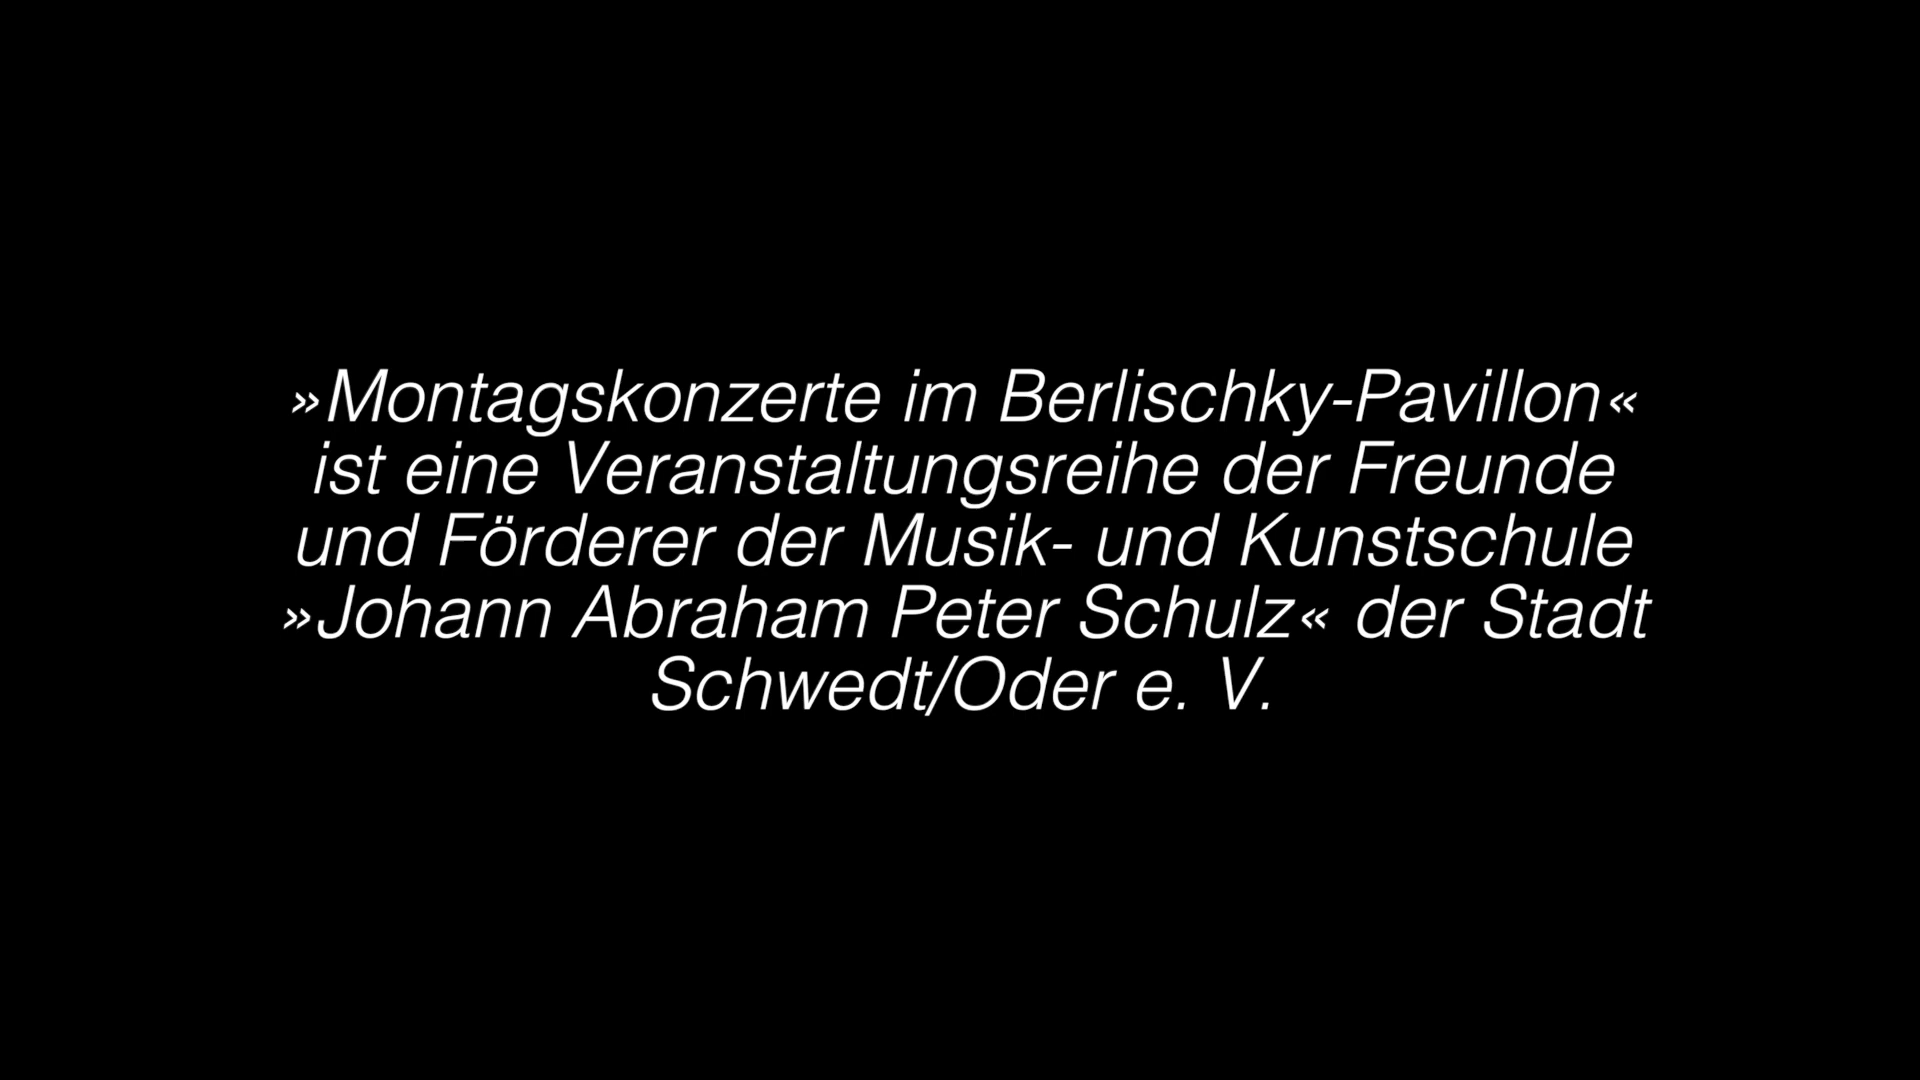 »Montagskonzerte im Berlischky-Pavillon«
ist eine Veranstaltungsreihe der Freunde
und Förderer der Musik- und Kunstschule
»Johann Abraham Peter Schulz« der Stadt
Schwedt/Oder e. V.